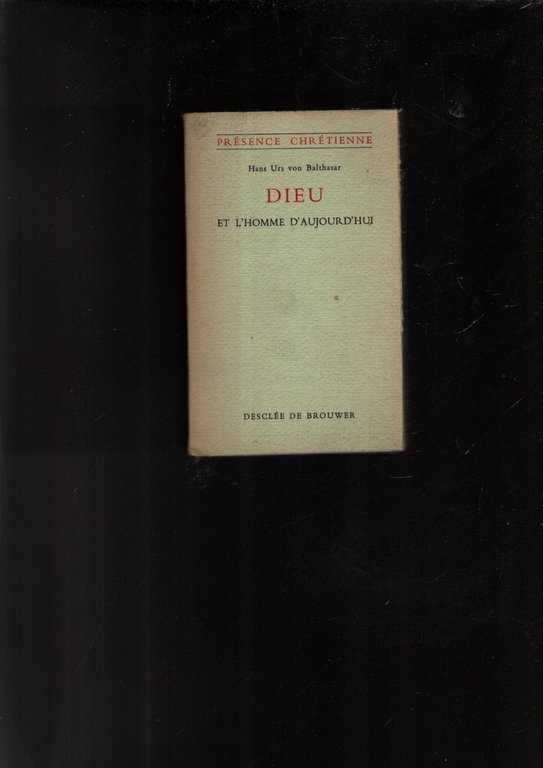 PRÉSENCE CHRÉTIENNE
Hans Urs von Balthasar
DIEU
ET L'HOMME D'AUJOURD'HUI
DESCLÉE DE BROUWER